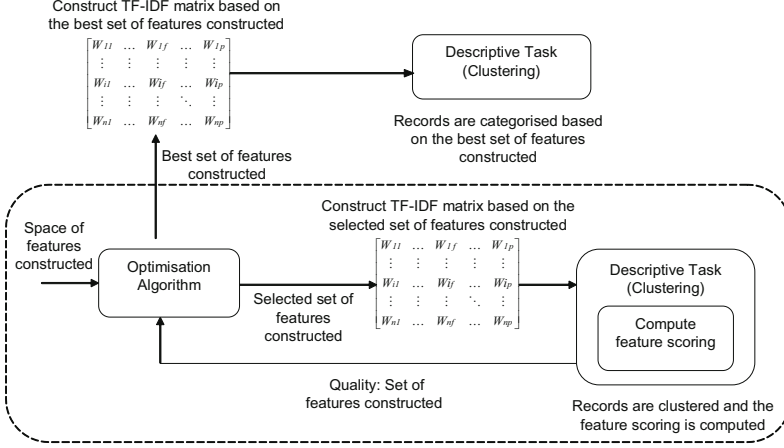 Construct TF-IDF matrix based on
the best set of features constructed
W11 … W1f … W1p
⋮ ⋮ ⋮ ⋮ ⋮
Wi1 … Wif … Wip
⋮ ⋮ ⋮ ⋱ ⋮
Wn1 … Wnf … Wnp
Descriptive Task
(Clustering)
Records are categorised based
on the best set of features
constructed
Best set of features
constructed
Space of
features
constructed
Optimisation
Algorithm
Selected set of
features
constructed
Construct TF-IDF matrix based on the
selected set of features constructed
W11 … W1f … W1p
⋮ ⋮ ⋮ ⋮ ⋮
Wi1 … Wif … Wip
⋮ ⋮ ⋮ ⋱ ⋮
Wn1 … Wnf … Wnp
Descriptive Task
(Clustering)
Compute
feature scoring
Quality: Set of
features constructed
Records are clustered and the
feature scoring is computed